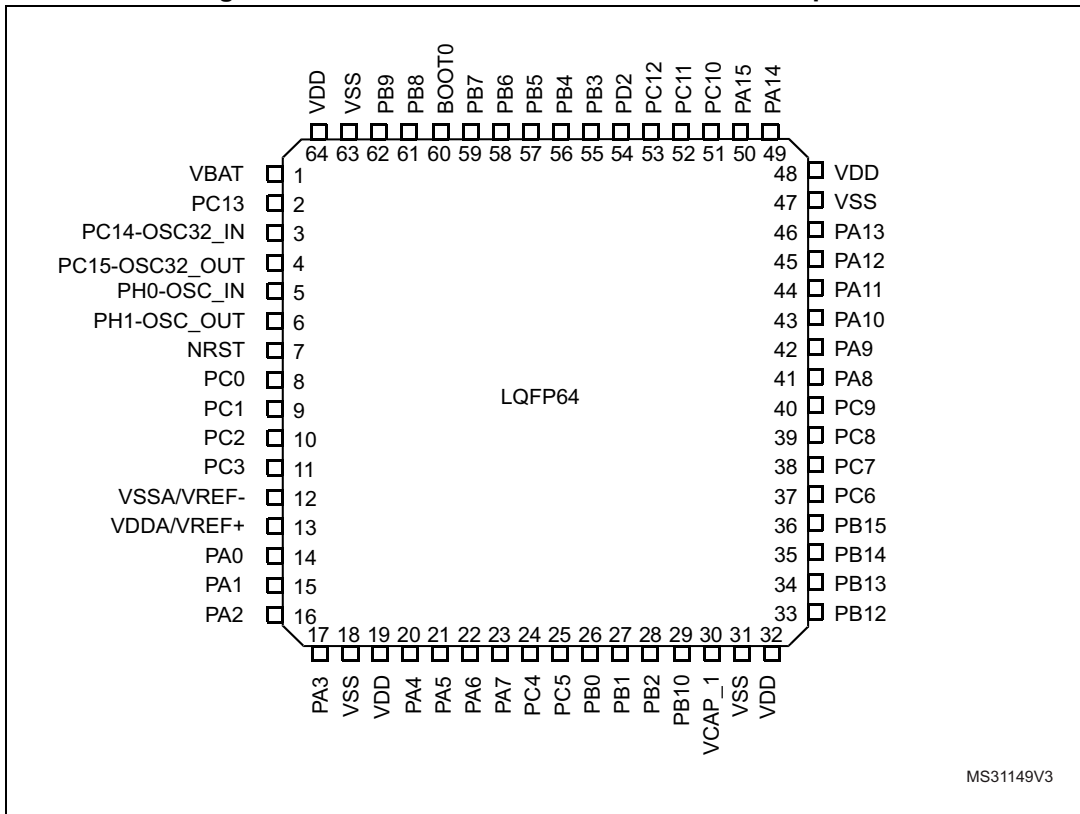 VDD
VSS
PB9
PB8
BOOT0
PB7
PB6
PB5
PB4
PB3
PD2
PC12
PC11
PC10
PA15
PA14
64 63 62 61 60 59 58 57 56 55 54 53 52 51 50 49
VBAT 1
PC13 2
PC14-OSC32_IN 3
PC15-OSC32_OUT 4
PH0-OSC_IN 5
PH1-OSC_OUT 6
NRST 7
PC0 8
PC1 9
PC2 10
PC3 11
VSSA/VREF- 12
VDDA/VREF+ 13
PA0 14
PA1 15
PA2 16
LQFP64
48 VDD
47 VSS
46 PA13
45 PA12
44 PA11
43 PA10
42 PA9
41 PA8
40 PC9
39 PC8
38 PC7
37 PC6
36 PB15
35 PB14
34 PB13
33 PB12
17 18 19 20 21 22 23 24 25 26 27 28 29 30 31 32
PA3
VSS
VDD
PA4
PA5
PA6
PA7
PC4
PC5
PB0
PB1
PB2
PB10
VCAP_1
VSS
VDD
MS31149V3